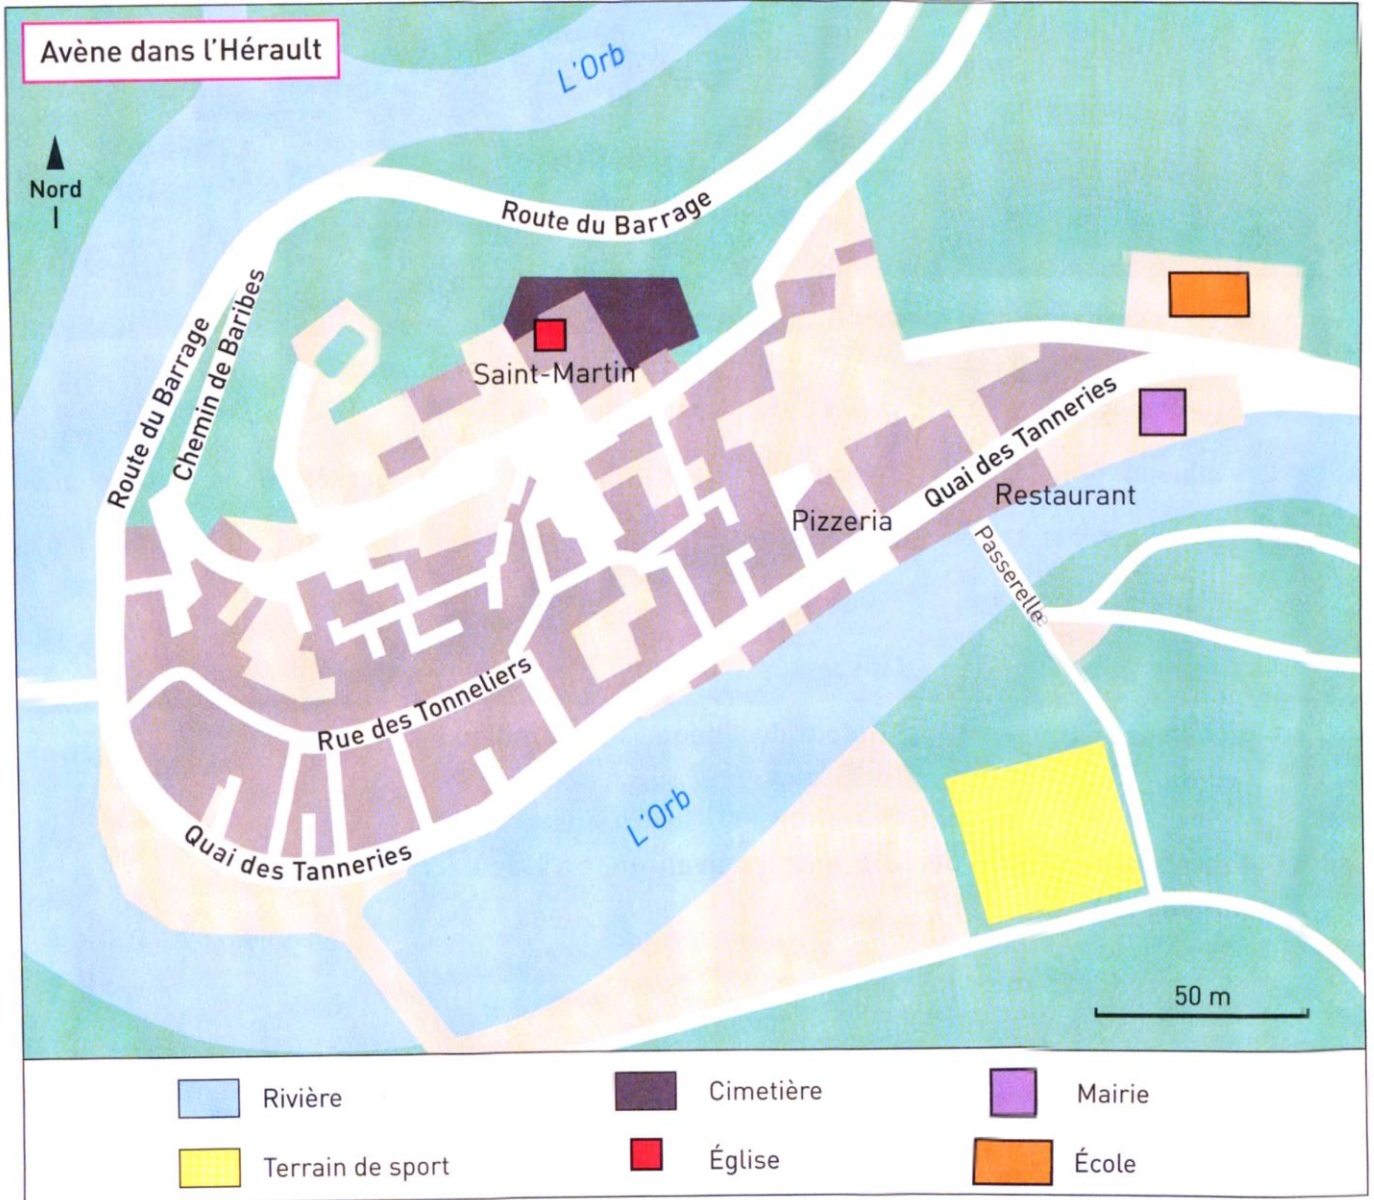 Avène dans l'Hérault
L'Orb
Nord
Route du Barrage
Route du Barrage
Chemin de Baribes
Saint-Martin
Quai des Tanneries
Restaurant
Pizzeria
Passerelle
Rue des Tonneliers
L'Orb
Quai des Tanneries
50 m
Rivière
Cimetière
Mairie
Terrain de sport
Église
École